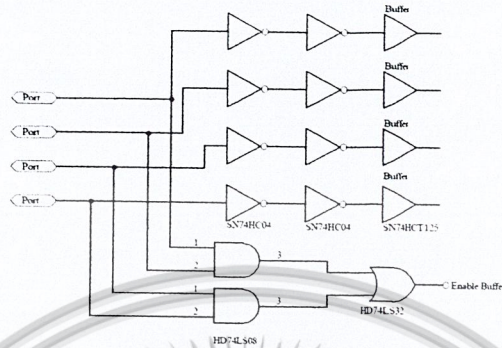 Buffer
Buffer
Port
Port
Buffer
Port
Buffer
Port
SN74HC04 SN74HC04 SN74HCT125
1
2 3
1
2 3
Enable Buffe
HD74LS32
HD74LS08